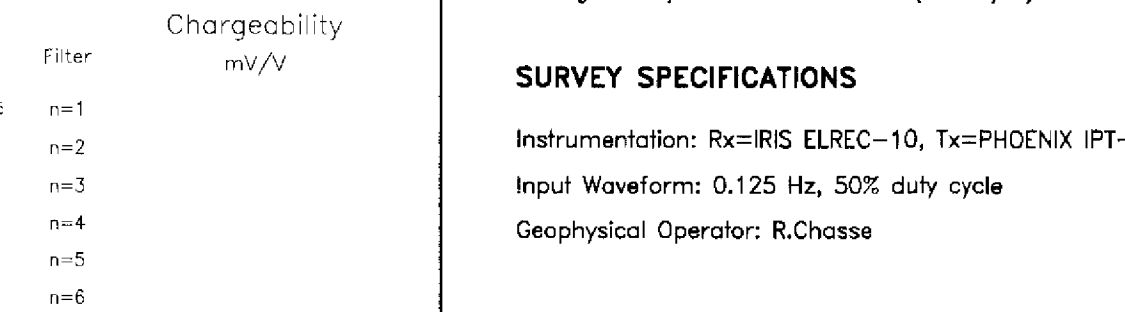 Chargeability
Filter
mV/V
n=1
n=2
n=3
n=4
n=5
n=6
SURVEY SPECIFICATIONS
Instrumentation: Rx=IRIS ELREC-10, Tx=PHOENIX IPT-
Input Waveform: 0.125 Hz, 50% duty cycle
Geophysical Operator: R.Chasse